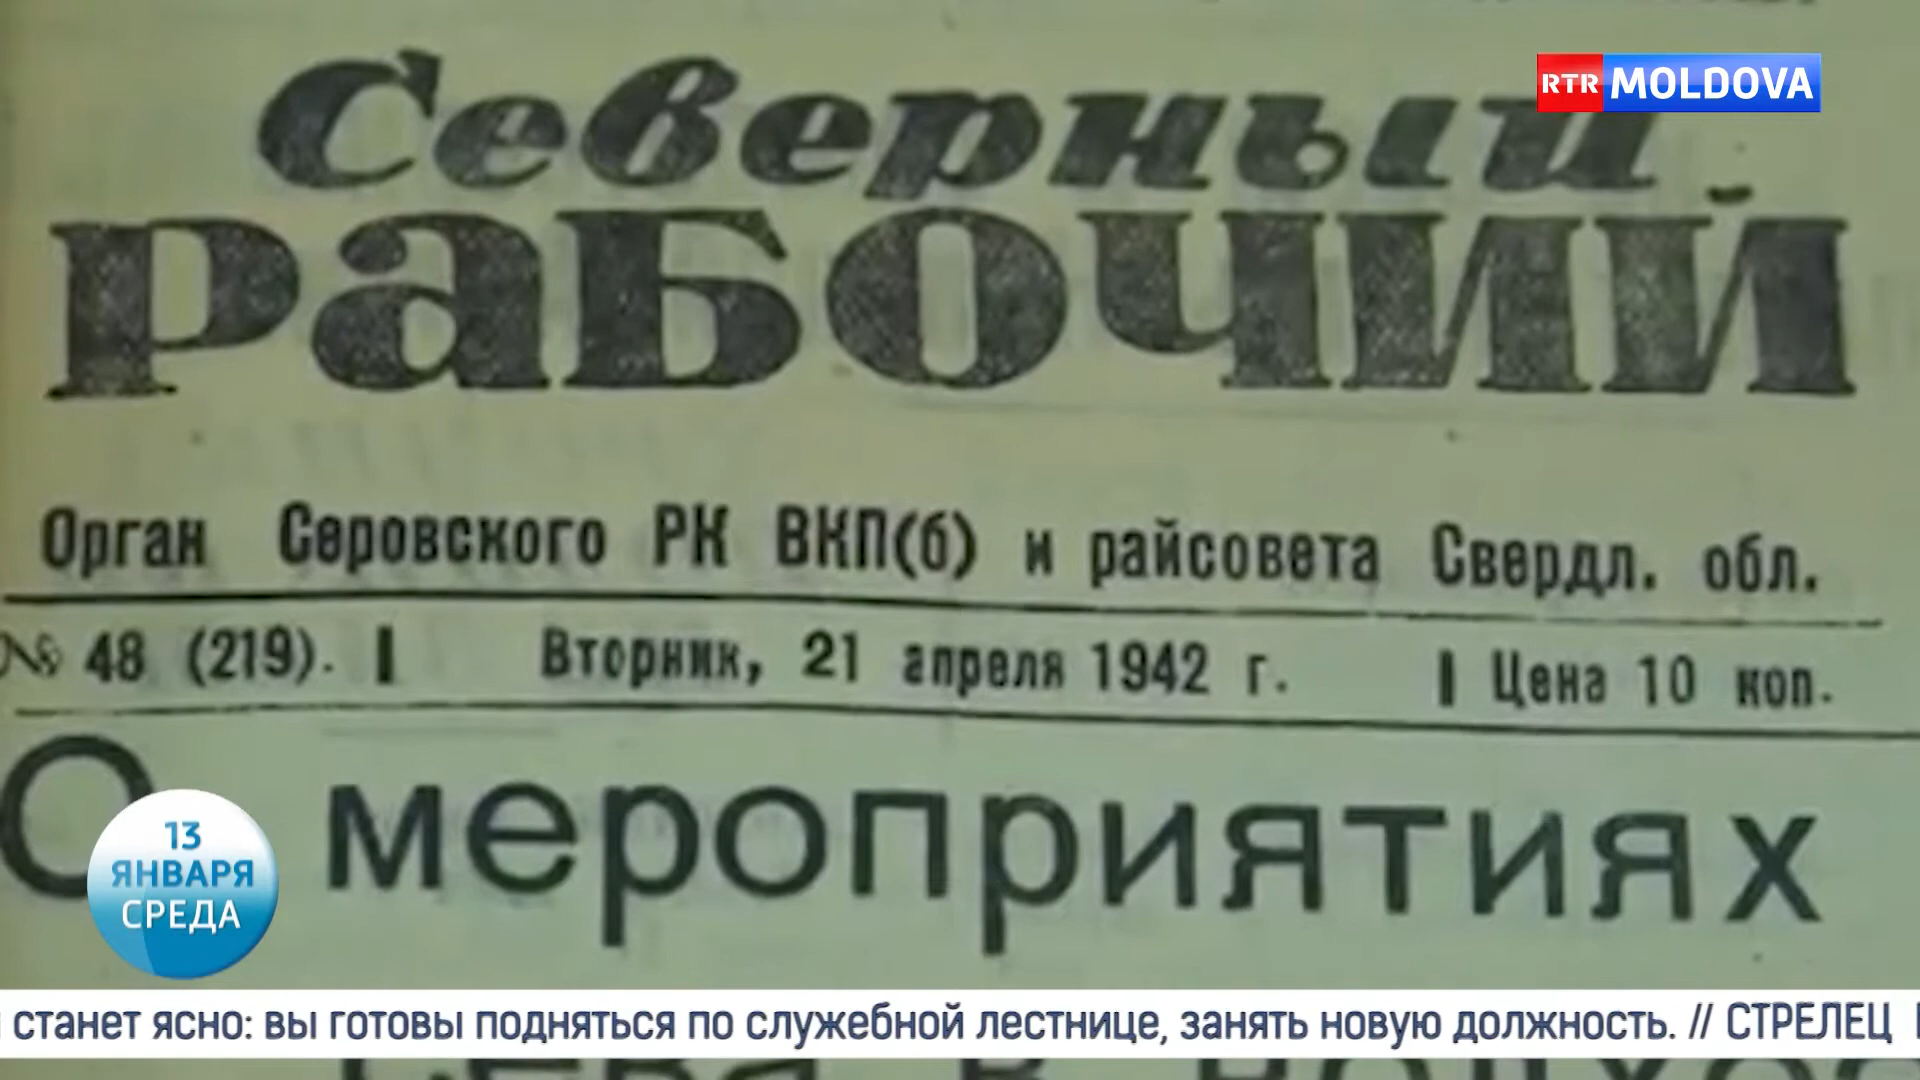 Северный
RTR MOLDOVA
рабочий
Орган Серовского РК ВКП(б) и райсовета Свердл. обл.
№ 48 (219). Вторник, 21 апреля 1942 г. Цена 10 коп.
О мероприятиях
13
ЯНВАРЯ
СРЕДА
станет ясно: вы готовы подняться по служебной лестнице, занять новую должность. // СТРЕЛЕЦ